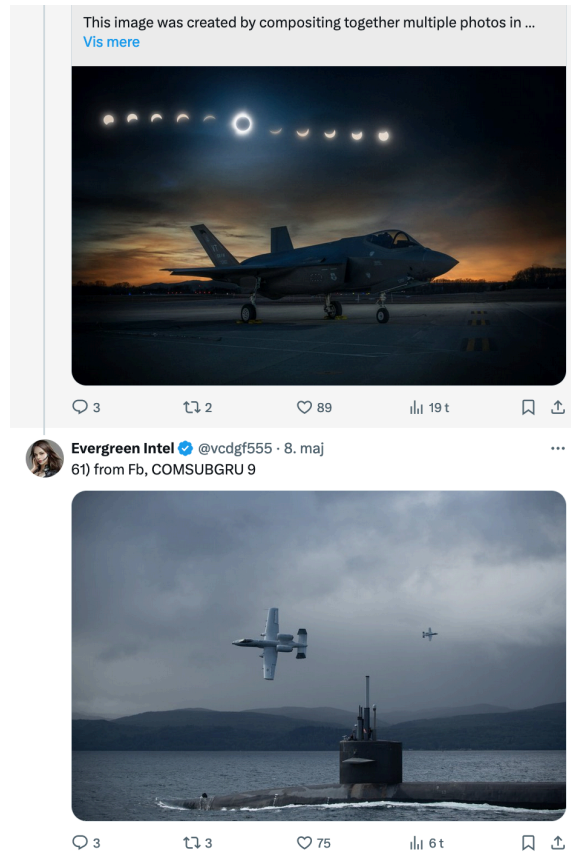 This image was created by compositing together multiple photos in ...
Vis mere
3 2 89 19 t
Evergreen Intel @vcdgf555 · 8. maj
61) from Fb, COMSUBGRU 9
3 3 75 6 t